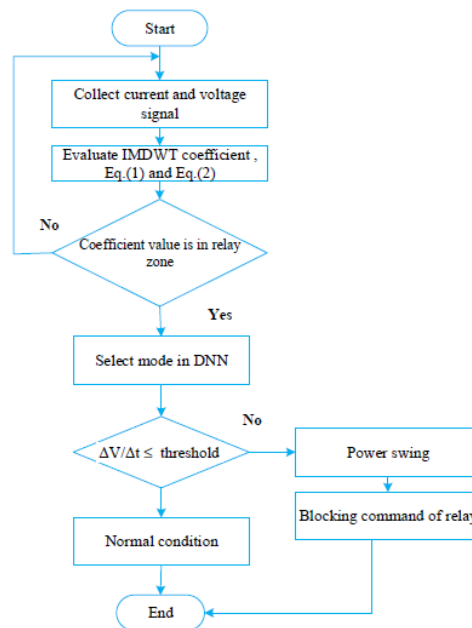 Start
Collect current and voltage
signal
Evaluate IMDWT coefficient ,
Eq.(1) and Eq.(2)
No
Coefficient value is in relay
zone
Yes
Select mode in DNN
No
ΔV/Δt ≤ threshold
Power swing
Blocking command of relay
Normal condition
End